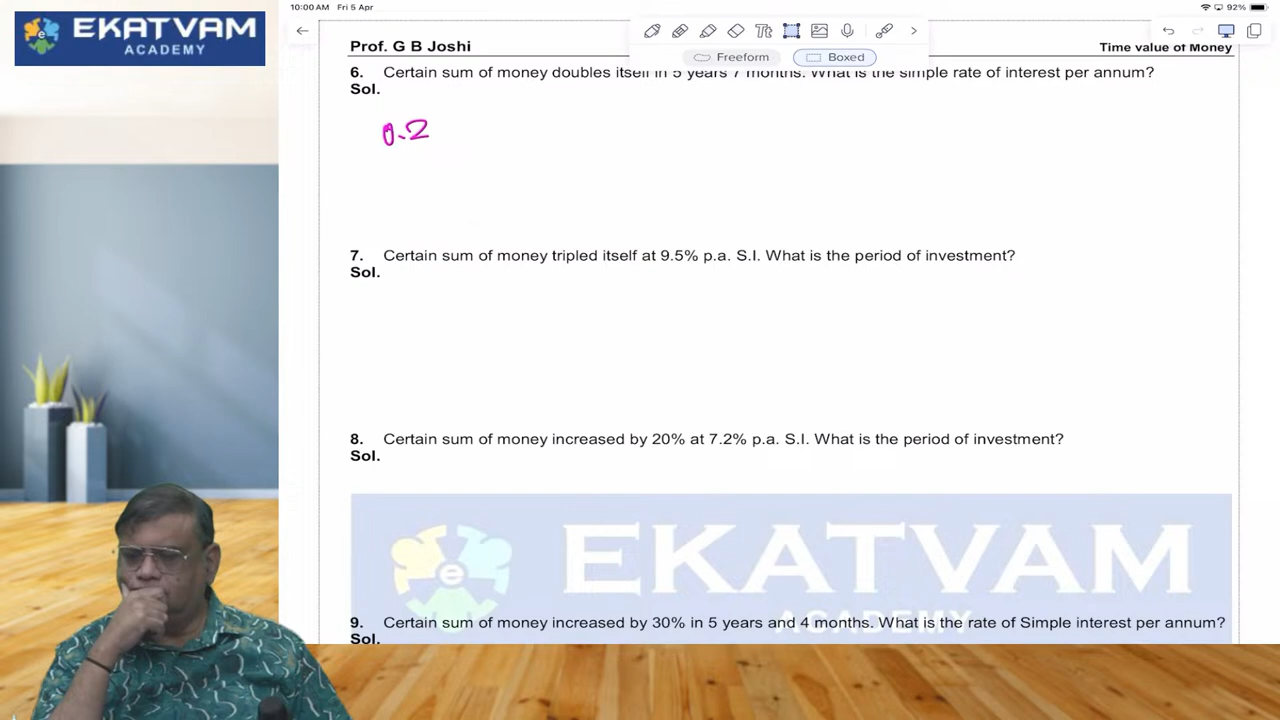 10:00 AM Fri 5 Apr
92%
EKATVAM
ACADEMY
Prof. G B Joshi
Time value of Money
Freeform
Boxed
6. Certain sum of money doubles itself in 5 years 7 months. What is the simple rate of interest per annum?
Sol.
0.2
7. Certain sum of money tripled itself at 9.5% p.a. S.I. What is the period of investment?
Sol.
8. Certain sum of money increased by 20% at 7.2% p.a. S.I. What is the period of investment?
Sol.
EKATVAM
ACADEMY
9. Certain sum of money increased by 30% in 5 years and 4 months. What is the rate of Simple interest per annum?
Sol.